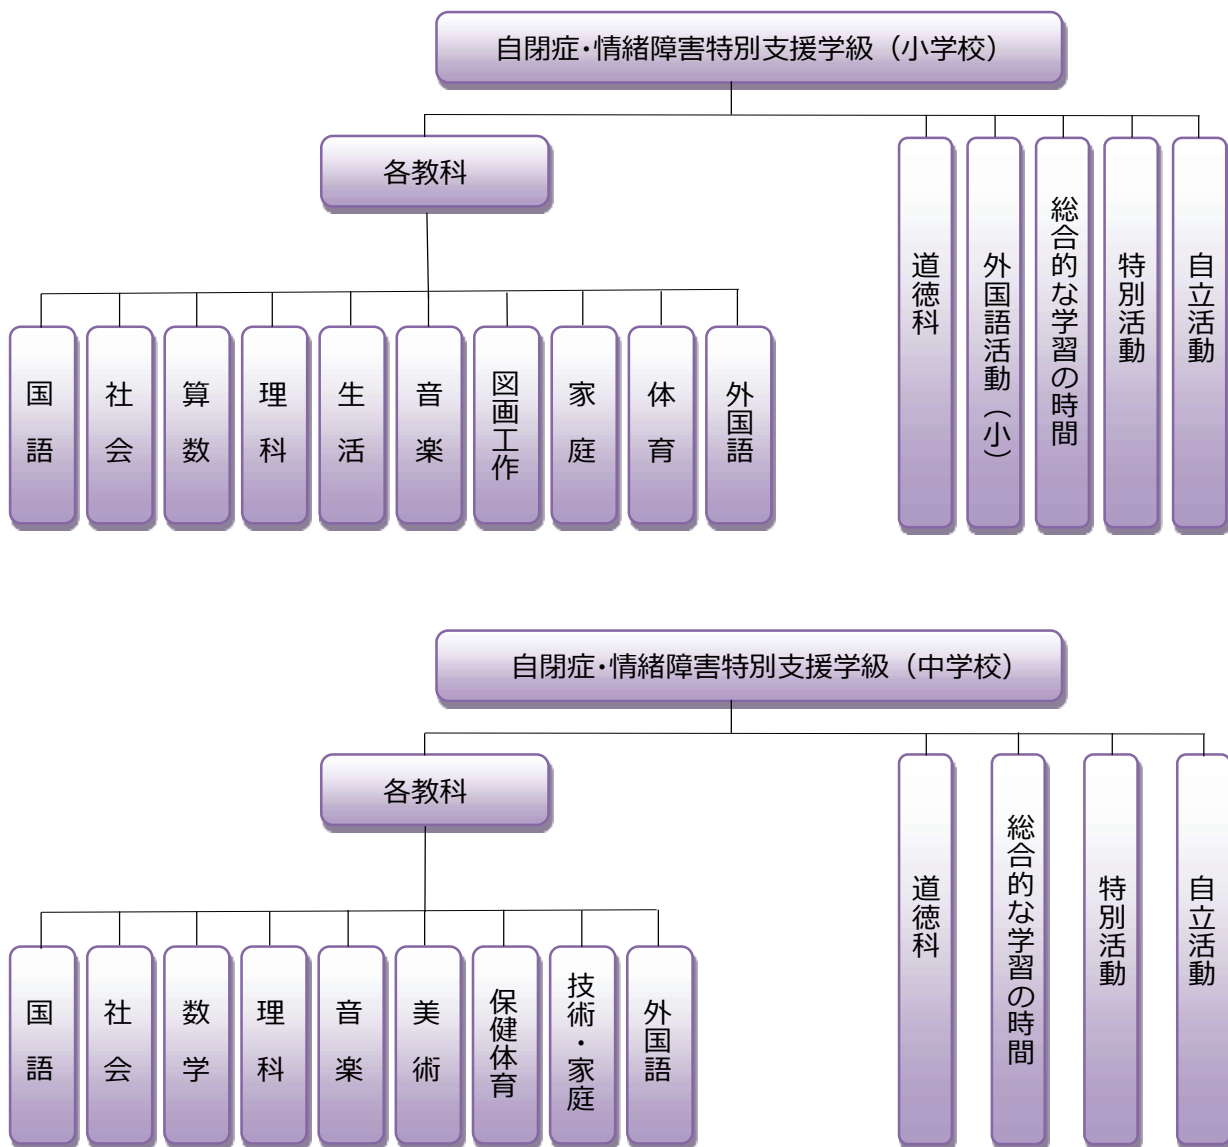 自閉症・情緒障害特別支援学級（小学校）
各教科
国語
社会
算数
理科
生活
音楽
図画工作
家庭
体育
外国語
道徳科
外国語活動（小）
総合的な学習の時間
特別活動
自立活動
自閉症・情緒障害特別支援学級（中学校）
各教科
国語
社会
数学
理科
音楽
美術
保健体育
技術・家庭
外国語
道徳科
総合的な学習の時間
特別活動
自立活動